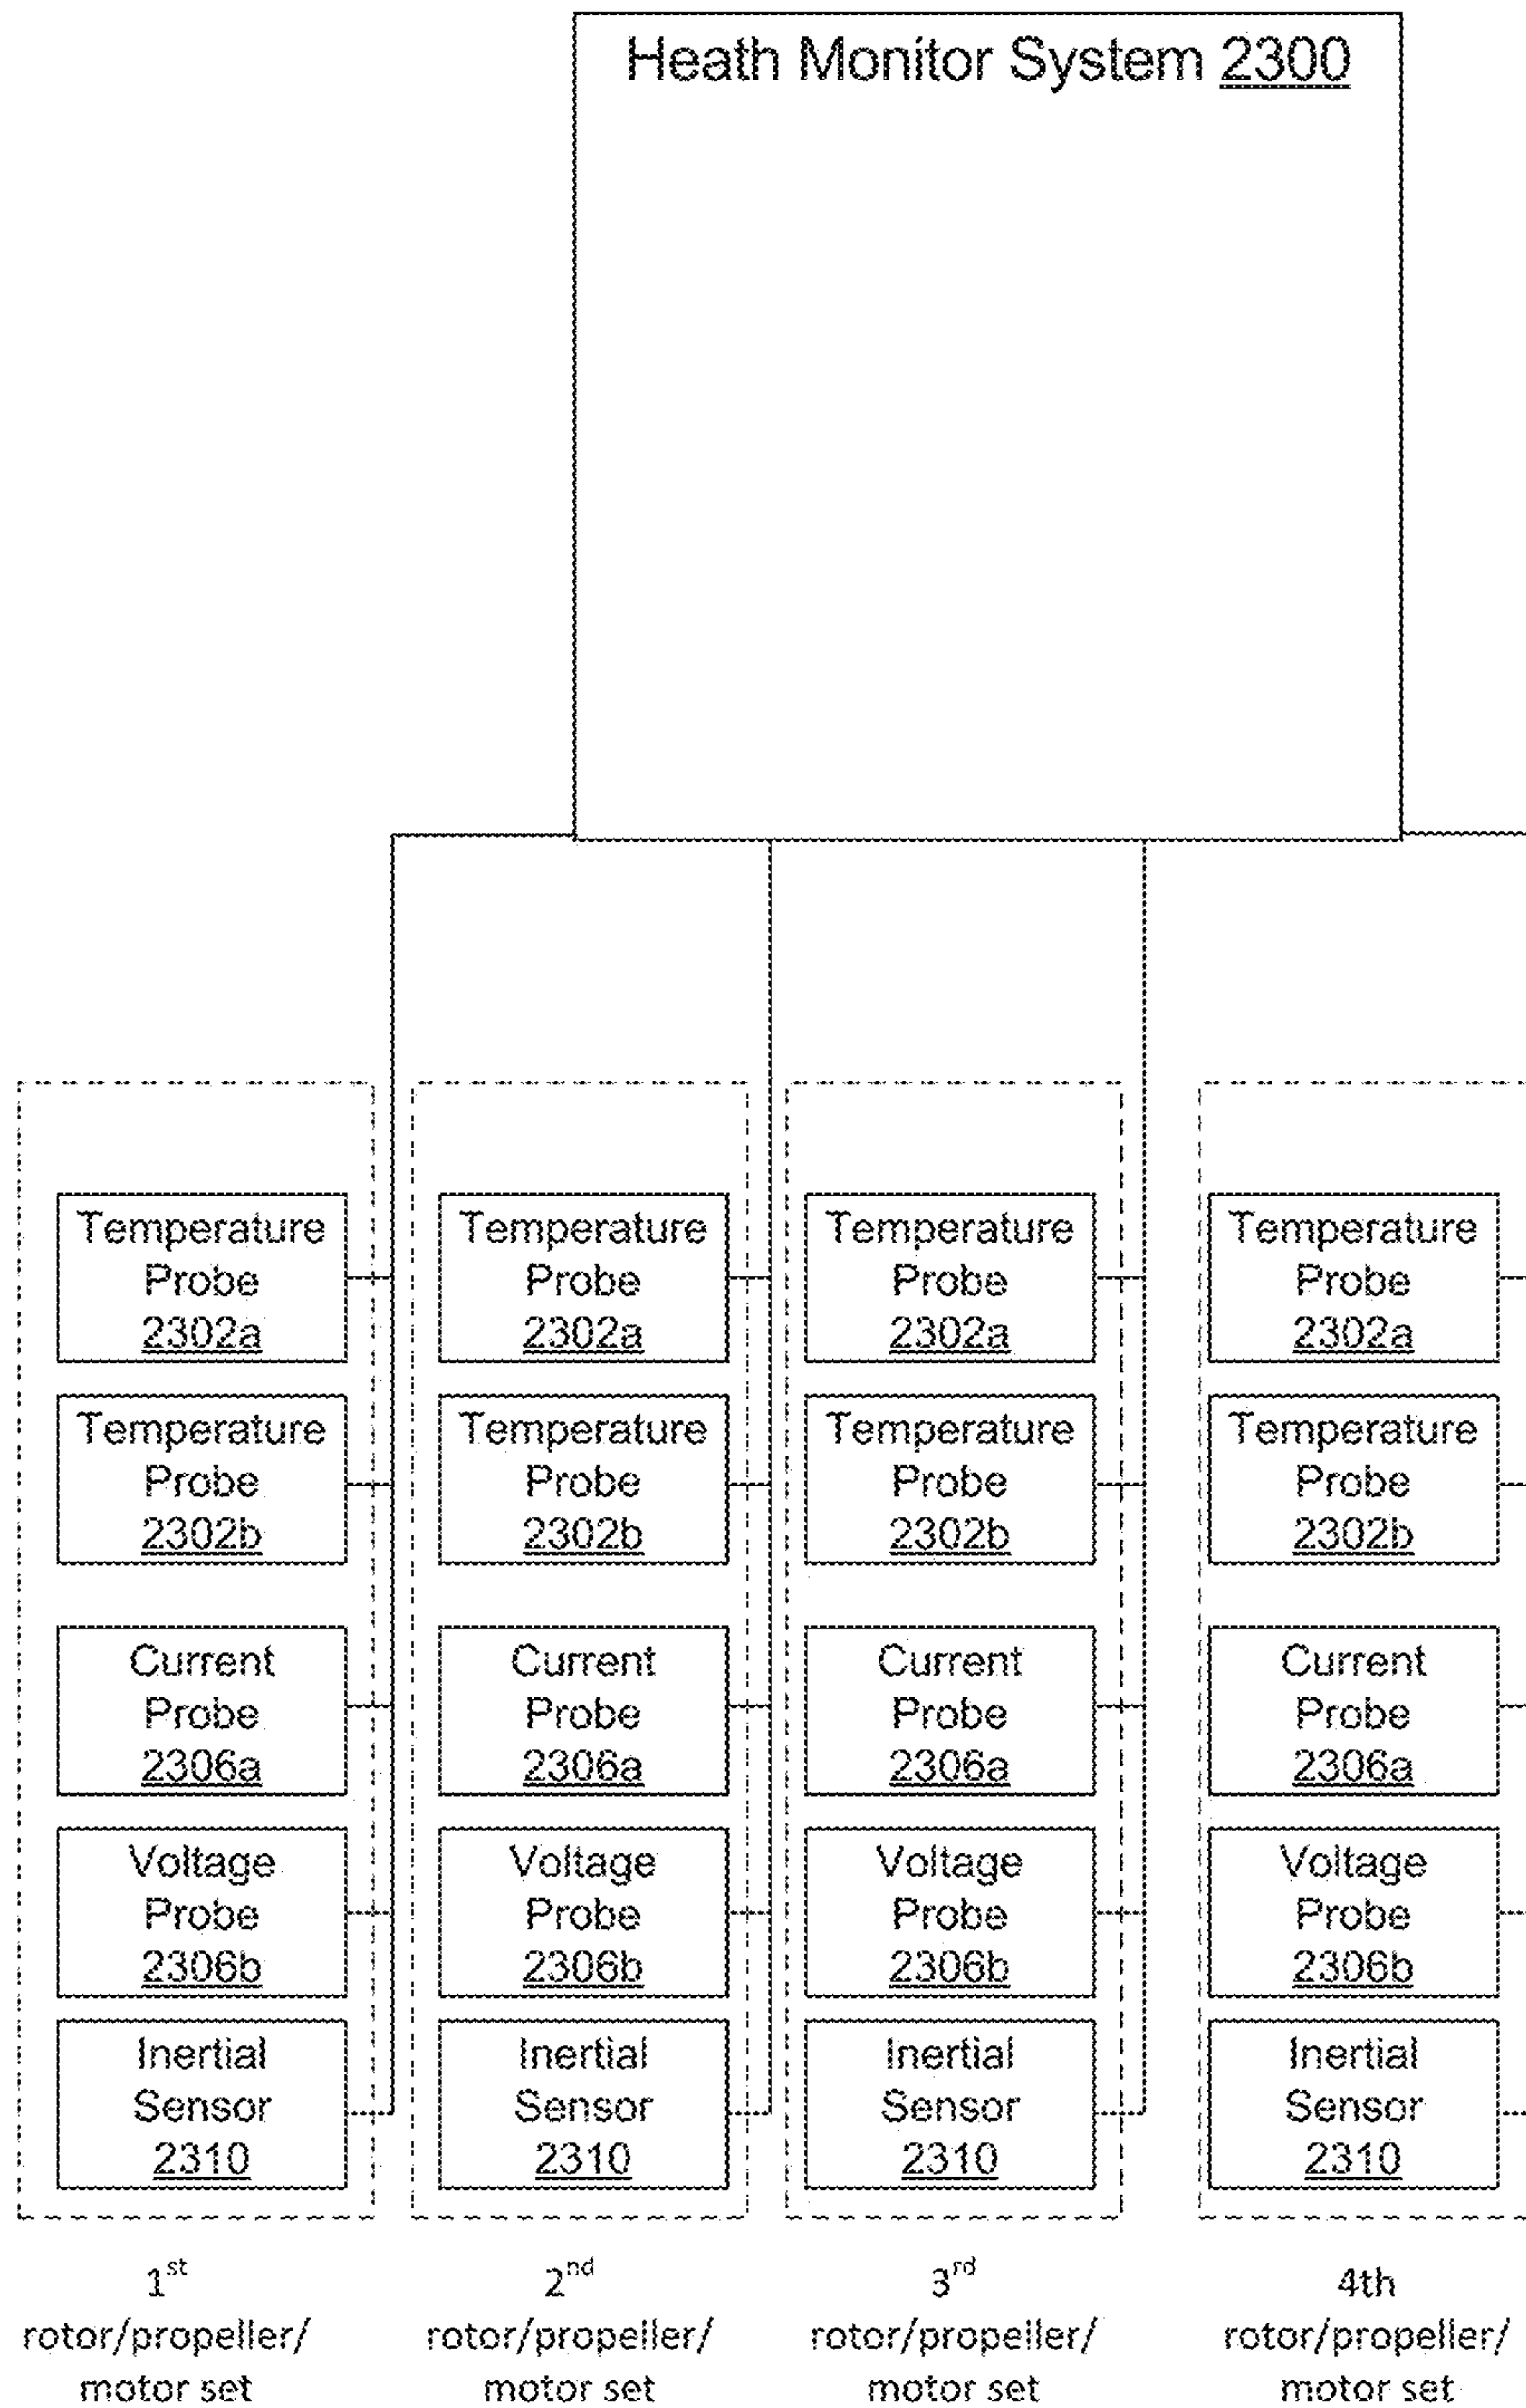 Heath Monitor System 2300
Temperature
Probe
2302a
Temperature
Probe
2302b
Current
Probe
2306a
Voltage
Probe
2306b
Inertial
Sensor
2310
1st
rotor/propeller/
motor set
Temperature
Probe
2302a
Temperature
Probe
2302b
Current
Probe
2306a
Voltage
Probe
2306b
Inertial
Sensor
2310
2nd
rotor/propeller/
motor set
Temperature
Probe
2302a
Temperature
Probe
2302b
Current
Probe
2306a
Voltage
Probe
2306b
Inertial
Sensor
2310
3rd
rotor/propeller/
motor set
Temperature
Probe
2302a
Temperature
Probe
2302b
Current
Probe
2306a
Voltage
Probe
2306b
Inertial
Sensor
2310
4th
rotor/propeller/
motor set